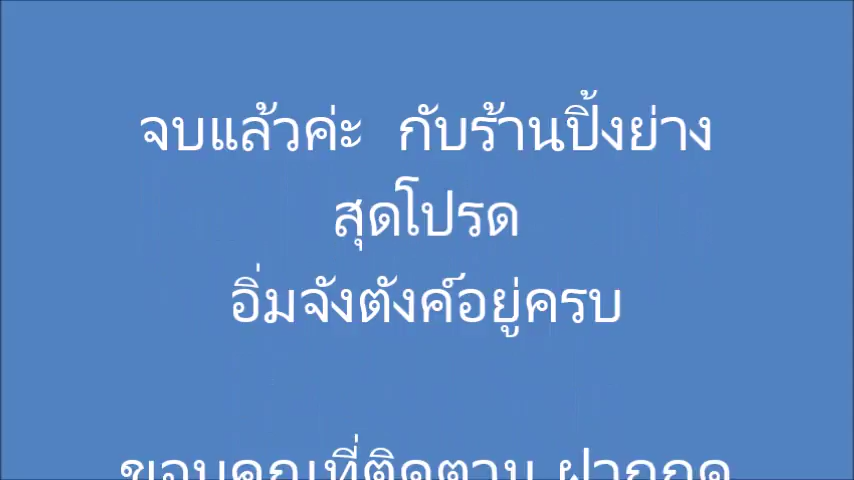 จบแล้วค่ะ กับร้านปิ้งย่าง
สุดโปรด
อิ่มจังตังค์อยู่ครบ
ขอบคุณที่ติดตาม ฝากกด